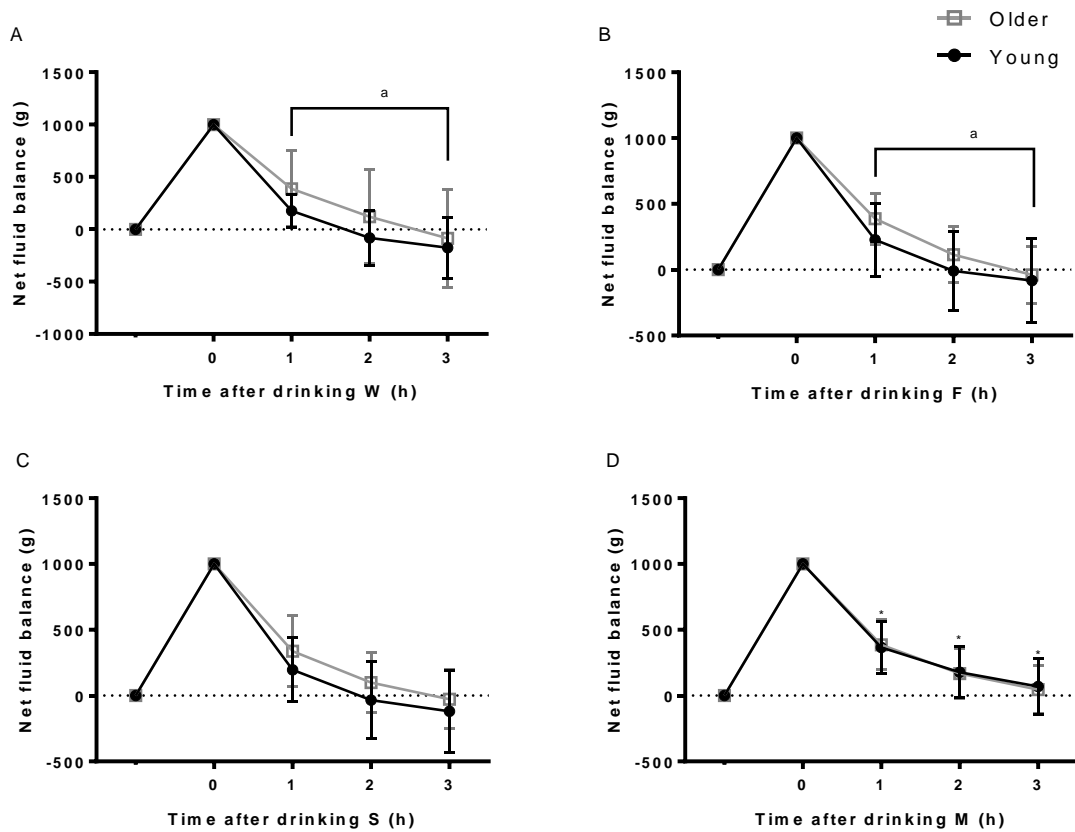 Older
Young
A
Net fluid balance (g)
1500
1000
500
0
-500
-1000
a
0 1 2 3
Time after drinking W (h)
B
Net fluid balance (g)
1500
1000
500
0
-500
a
0 1 2 3
Time after drinking F (h)
C
Net fluid balance (g)
1500
1000
500
0
-500
0 1 2 3
Time after drinking S (h)
D
Net fluid balance (g)
1500
1000
500
0
-500
* * *
0 1 2 3
Time after drinking M (h)